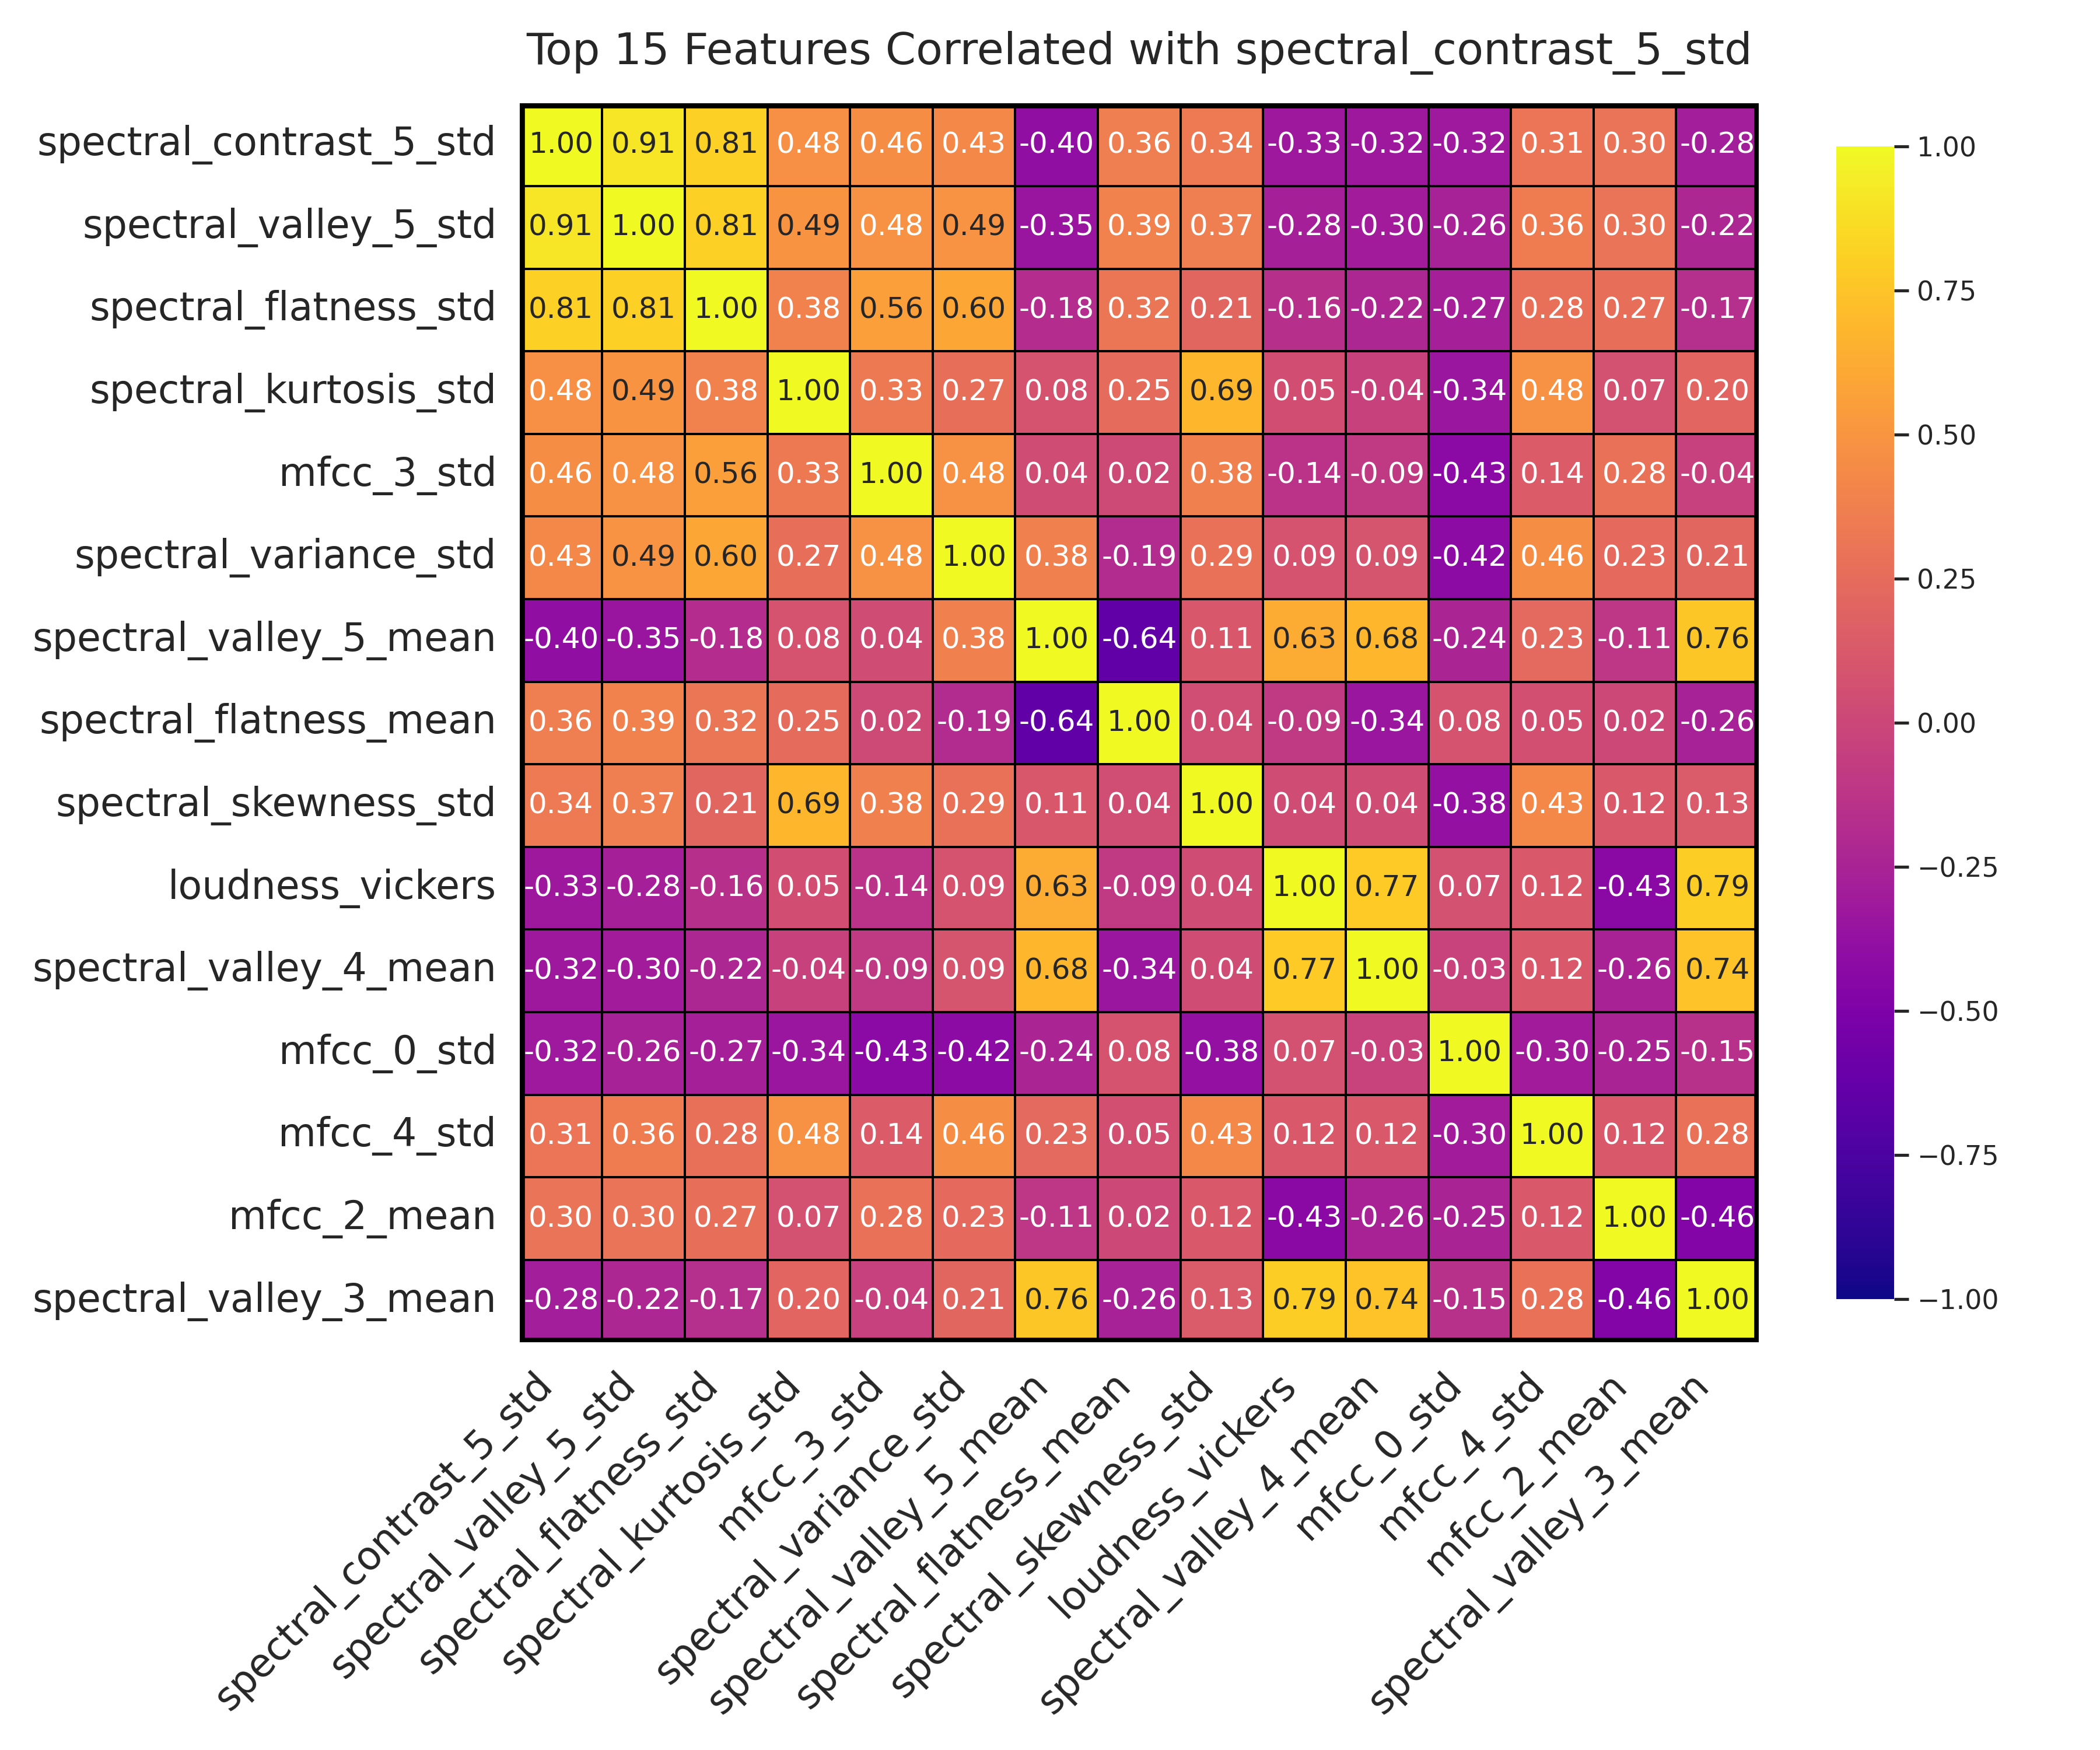 Top 15 Features Correlated with spectral_contrast_5_std
spectral_contrast_5_std 1.00 0.91 0.81 0.48 0.46 0.43 -0.40 0.36 0.34 -0.33 -0.32 -0.32 0.31 0.30 -0.28
spectral_valley_5_std 0.91 1.00 0.81 0.49 0.48 0.49 -0.35 0.39 0.37 -0.28 -0.30 -0.26 0.36 0.30 -0.22
spectral_flatness_std 0.81 0.81 1.00 0.38 0.56 0.60 -0.18 0.32 0.21 -0.16 -0.22 -0.27 0.28 0.27 -0.17
spectral_kurtosis_std 0.48 0.49 0.38 1.00 0.33 0.27 0.08 0.25 0.69 0.05 -0.04 -0.34 0.48 0.07 0.20
mfcc_3_std 0.46 0.48 0.56 0.33 1.00 0.48 0.04 0.02 0.38 -0.14 -0.09 -0.43 0.14 0.28 -0.04
spectral_variance_std 0.43 0.49 0.60 0.27 0.48 1.00 0.38 -0.19 0.29 0.09 0.09 -0.42 0.46 0.23 0.21
spectral_valley_5_mean -0.40 -0.35 -0.18 0.08 0.04 0.38 1.00 -0.64 0.11 0.63 0.68 -0.24 0.23 -0.11 0.76
spectral_flatness_mean 0.36 0.39 0.32 0.25 0.02 -0.19 -0.64 1.00 0.04 -0.09 -0.34 0.08 0.05 0.02 -0.26
spectral_skewness_std 0.34 0.37 0.21 0.69 0.38 0.29 0.11 0.04 1.00 0.04 0.04 -0.38 0.43 0.12 0.13
loudness_vickers -0.33 -0.28 -0.16 0.05 -0.14 0.09 0.63 -0.09 0.04 1.00 0.77 0.07 0.12 -0.43 0.79
spectral_valley_4_mean -0.32 -0.30 -0.22 -0.04 -0.09 0.09 0.68 -0.34 0.04 0.77 1.00 -0.03 0.12 -0.26 0.74
mfcc_0_std -0.32 -0.26 -0.27 -0.34 -0.43 -0.42 -0.24 0.08 -0.38 0.07 -0.03 1.00 -0.30 -0.25 -0.15
mfcc_4_std 0.31 0.36 0.28 0.48 0.14 0.46 0.23 0.05 0.43 0.12 0.12 -0.30 1.00 0.12 0.28
mfcc_2_mean 0.30 0.30 0.27 0.07 0.28 0.23 -0.11 0.02 0.12 -0.43 -0.26 -0.25 0.12 1.00 -0.46
spectral_valley_3_mean -0.28 -0.22 -0.17 0.20 -0.04 0.21 0.76 -0.26 0.13 0.79 0.74 -0.15 0.28 -0.46 1.00
spectral_contrast_5_std
spectral_valley_5_std
spectral_flatness_std
spectral_kurtosis_std
mfcc_3_std
spectral_variance_std
spectral_valley_5_mean
spectral_flatness_mean
spectral_skewness_std
loudness_vickers
spectral_valley_4_mean
mfcc_0_std
mfcc_4_std
mfcc_2_mean
spectral_valley_3_mean
1.00
0.75
0.50
0.25
0.00
−0.25
−0.50
−0.75
−1.00